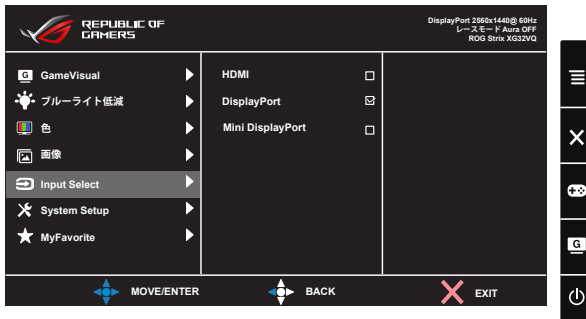 REPUBLIC OF
GAMERS
DisplayPort 2560x1440@ 60Hz
レースモード Aura OFF
ROG Strix XG32VQ
G GameVisual
ブルーライト低減
色
画像
Input Select
System Setup
MyFavorite
HDMI
DisplayPort
Mini DisplayPort
MOVE/ENTER
BACK
EXIT
G